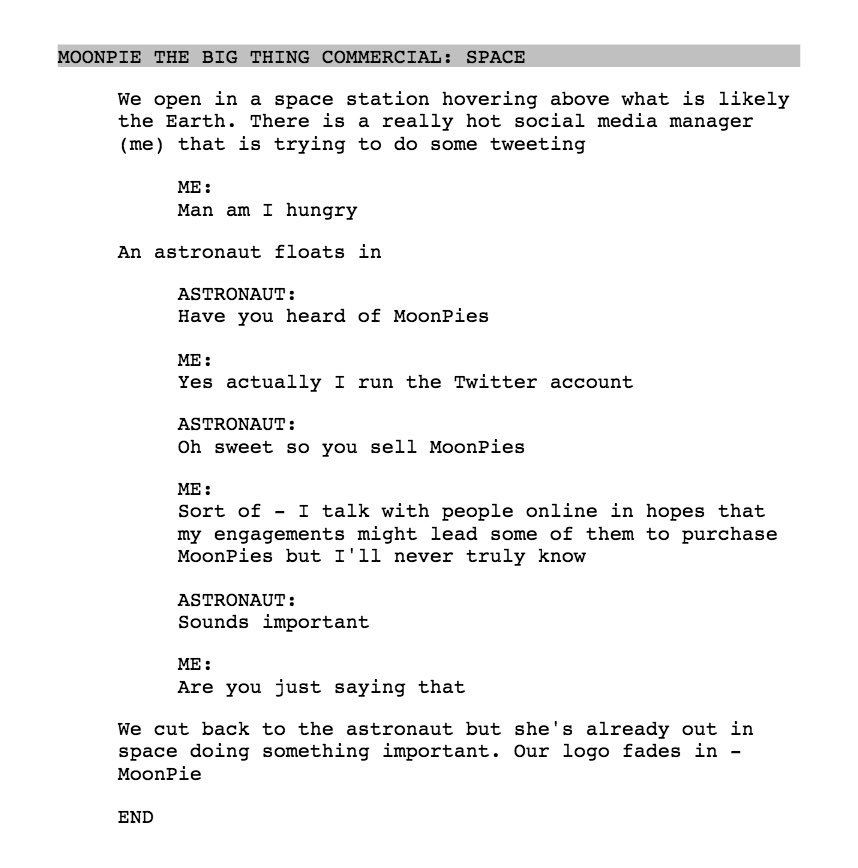 MOONPIE THE BIG THING COMMERCIAL: SPACE
We open in a space station hovering above what is likely
the Earth. There is a really hot social media manager
(me) that is trying to do some tweeting
ME:
Man am I hungry
An astronaut floats in
ASTRONAUT:
Have you heard of MoonPies
ME:
Yes actually I run the Twitter account
ASTRONAUT:
Oh sweet so you sell MoonPies
ME:
Sort of - I talk with people online in hopes that
my engagements might lead some of them to purchase
MoonPies but I'll never truly know
ASTRONAUT:
Sounds important
ME:
Are you just saying that
We cut back to the astronaut but she's already out in
space doing something important. Our logo fades in -
MoonPie
END